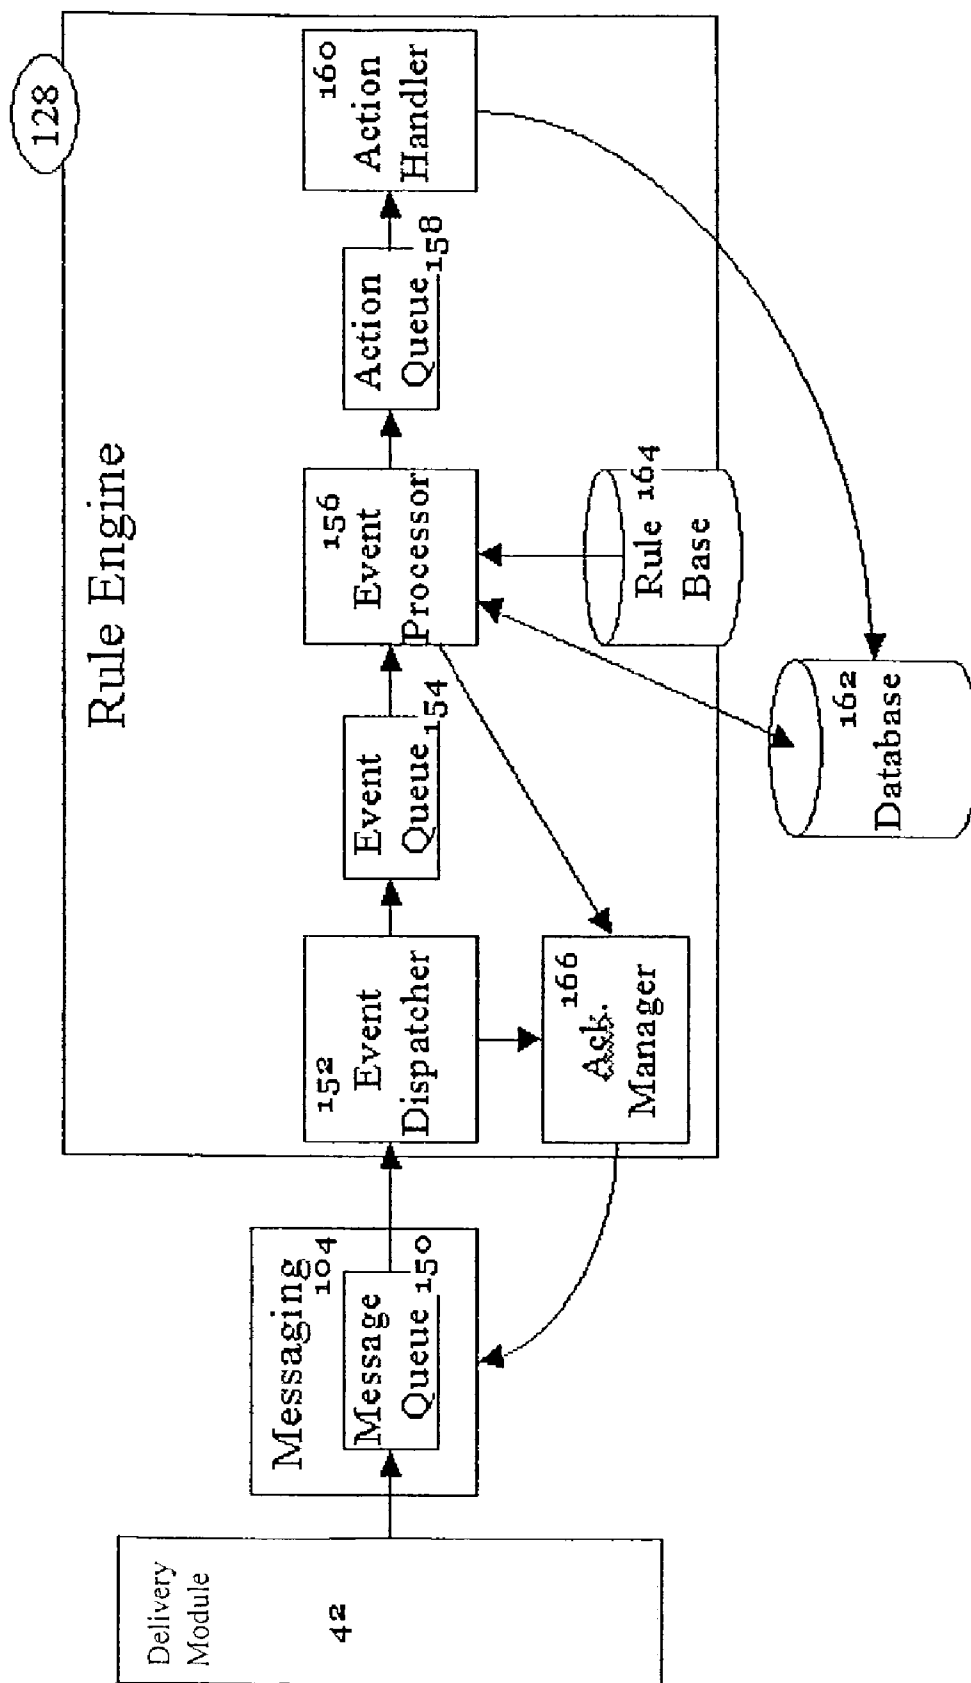 128
Rule Engine
Delivery
Module
42
Messaging
104
Message
Queue 150
152
Event
Dispatcher
Event
Queue 154
156
Event
Processor
Action
Queue 158
160
Action
Handler
166
Ack.
Manager
Rule 164
Base
162
Database